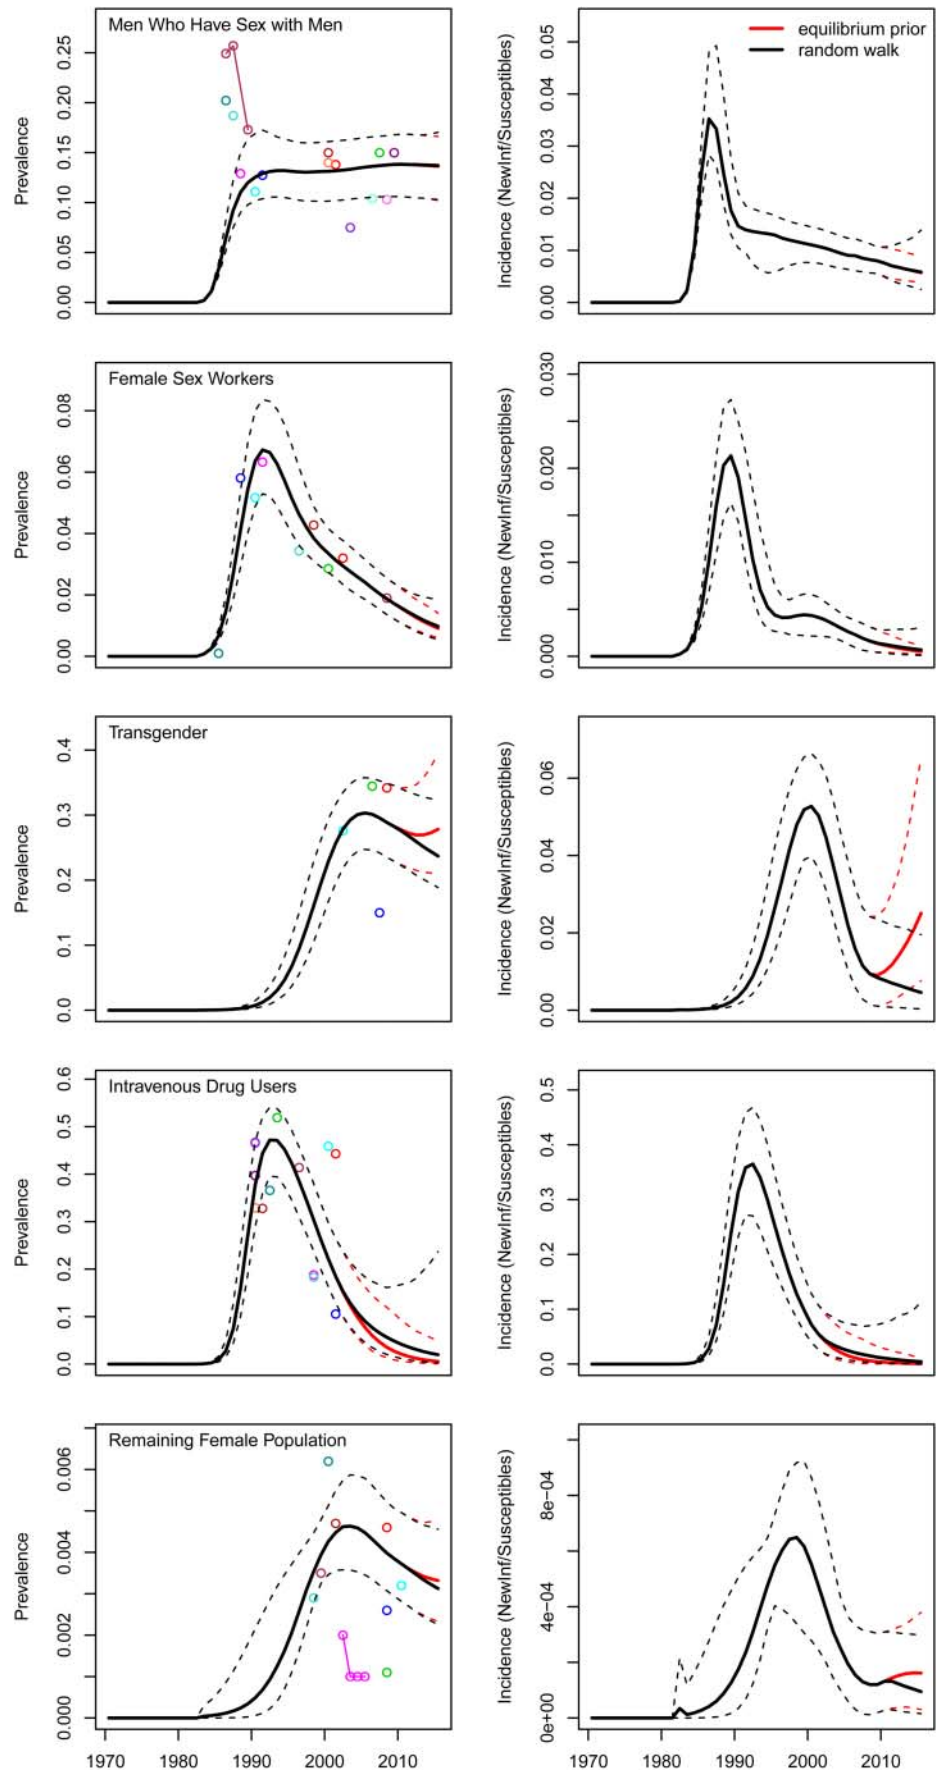 Men Who Have Sex with Men
Prevalence
0.00 0.05 0.10 0.15 0.20 0.25
equilibrium prior
random walk
Incidence (NewInf/Susceptibles)
0.00 0.01 0.02 0.03 0.04 0.05
Female Sex Workers
Prevalence
0.00 0.02 0.04 0.06 0.08
Incidence (NewInf/Susceptibles)
0.000 0.010 0.020 0.030
Transgender
Prevalence
0.0 0.1 0.2 0.3 0.4
Incidence (NewInf/Susceptibles)
0.00 0.02 0.04 0.06
Intravenous Drug Users
Prevalence
0.0 0.1 0.2 0.3 0.4 0.5 0.6
Incidence (NewInf/Susceptibles)
0.0 0.1 0.2 0.3 0.4 0.5
Remaining Female Population
Prevalence
0.000 0.002 0.004 0.006
Incidence (NewInf/Susceptibles)
0e+00 4e-04 8e-04
1970 1980 1990 2000 2010
1970 1980 1990 2000 2010